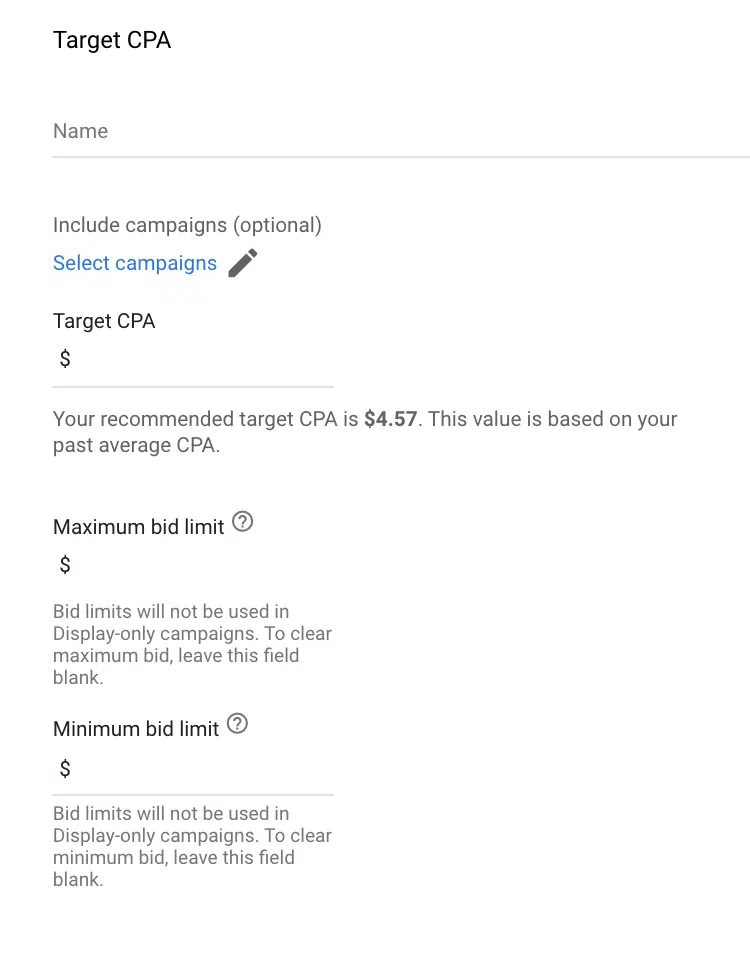 Target CPA
Name
Include campaigns (optional)
Select campaigns
Target CPA
$
Your recommended target CPA is $4.57. This value is based on your
past average CPA.
Maximum bid limit ?
$
Bid limits will not be used in
Display-only campaigns. To clear
maximum bid, leave this field
blank.
Minimum bid limit ?
$
Bid limits will not be used in
Display-only campaigns. To clear
minimum bid, leave this field
blank.